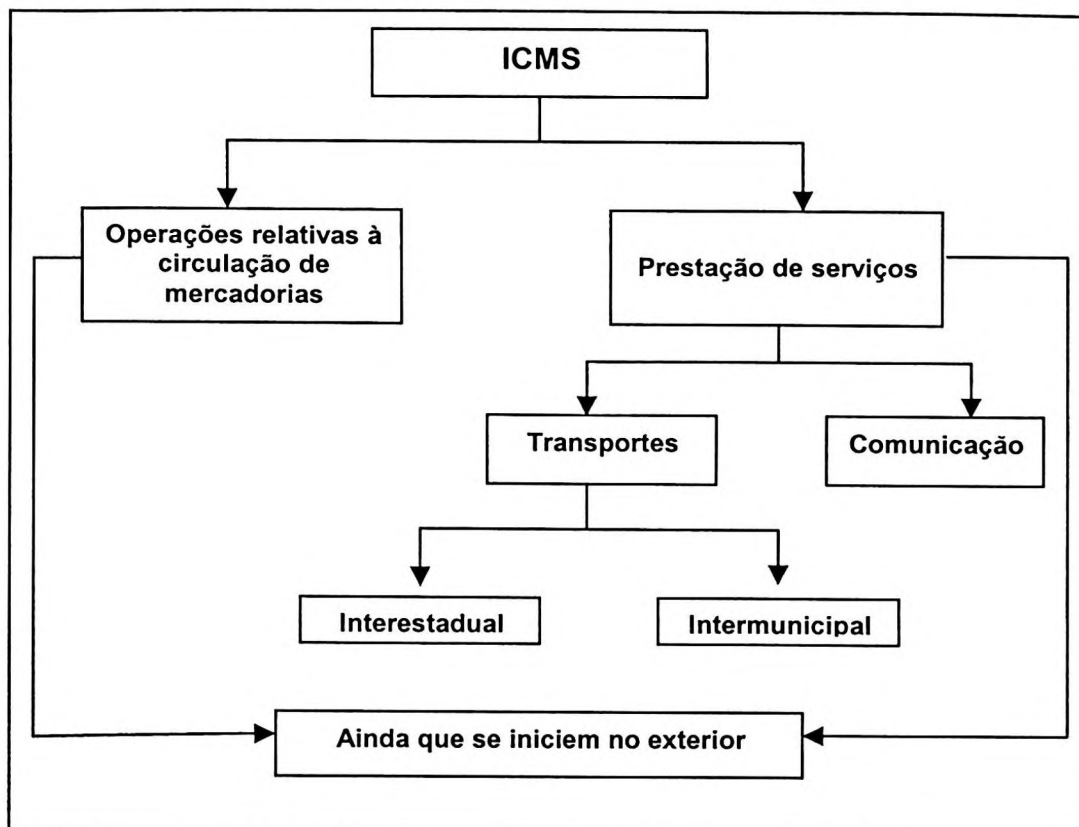 ICMS
Operações relativas à
circulação de
mercadorias
Prestação de serviços
Transportes
Comunicação
Interestadual
Intermunicipal
Ainda que se iniciem no exterior